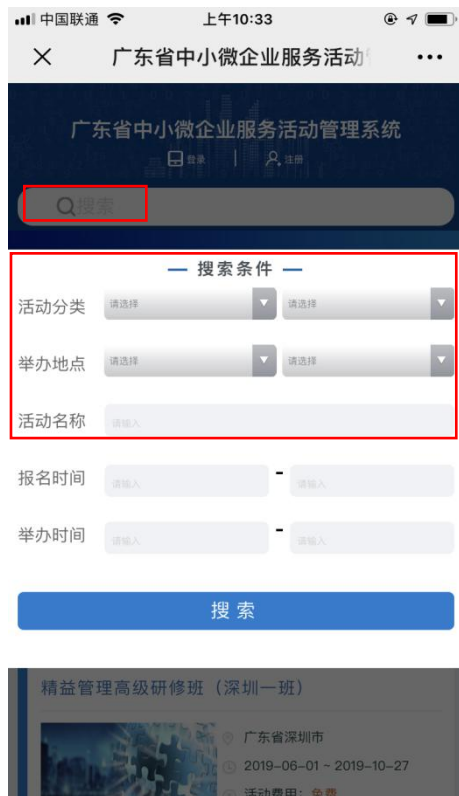 中国联通 上午10:33
广东省中小微企业服务活动
广东省中小微企业服务活动管理系统
登录 | 注册
搜索
— 搜索条件 —
活动分类 请选择 请选择
举办地点 请选择 请选择
活动名称 请输入
报名时间 请输入 - 请输入
举办时间 请输入 - 请输入
搜索
精益管理高级研修班（深圳一班）
广东省深圳市
2019-06-01 ~ 2019-10-27
活动费用：免费